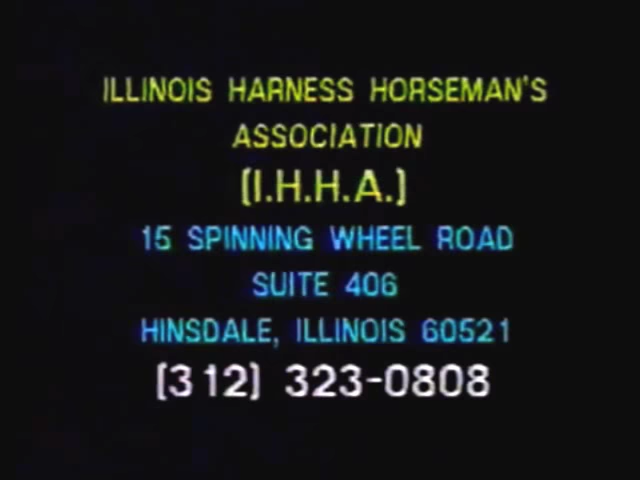 ILLINOIS HARNESS HORSEMAN'S
ASSOCIATION
(I.H.H.A.)
15 SPINNING WHEEL ROAD
SUITE 406
HINSDALE, ILLINOIS 60521
(312) 323-0808